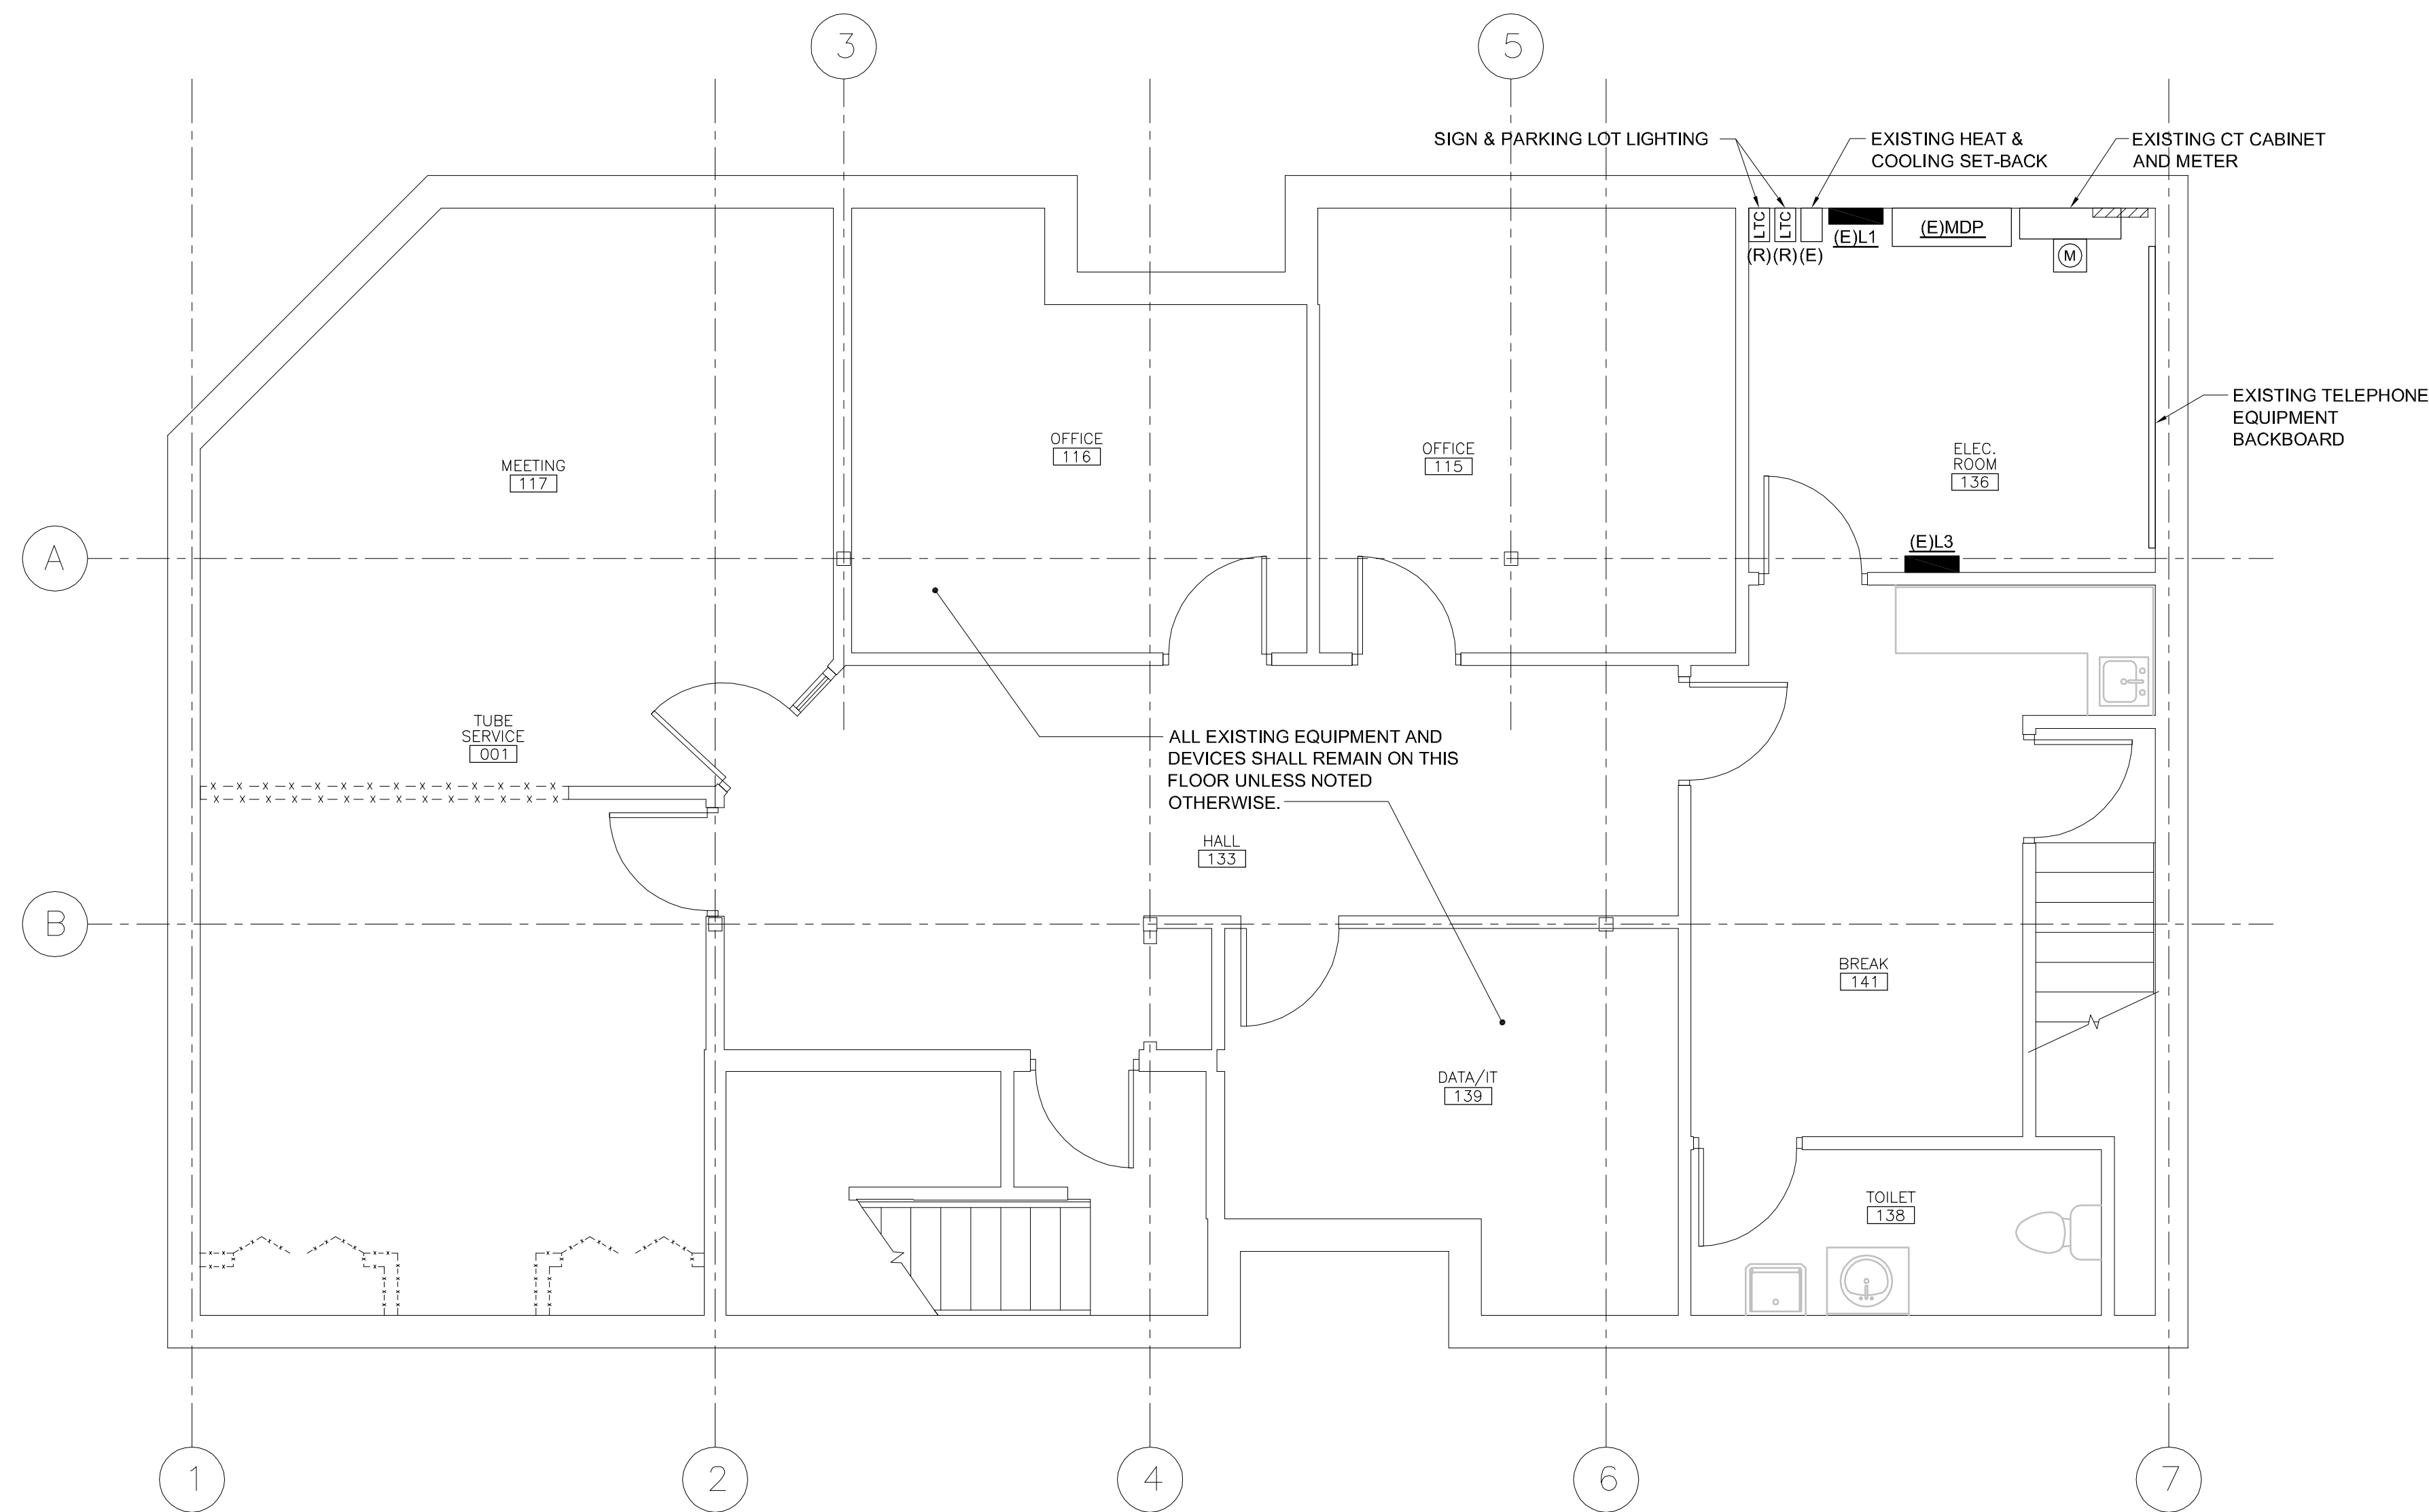 3
5
SIGN & PARKING LOT LIGHTING
EXISTING HEAT &
COOLING SET-BACK
EXISTING CT CABINET
AND METER
LTC
LTC
(R)
(R)
(E)
(E)L1
(E)MDP
M
EXISTING TELEPHONE
EQUIPMENT
BACKBOARD
MEETING
117
OFFICE
116
OFFICE
115
ELEC.
ROOM
136
A
(E)L3
TUBE
SERVICE
001
ALL EXISTING EQUIPMENT AND
DEVICES SHALL REMAIN ON THIS
FLOOR UNLESS NOTED
OTHERWISE.
HALL
133
B
BREAK
141
DATA/IT
139
TOILET
138
1
2
4
6
7